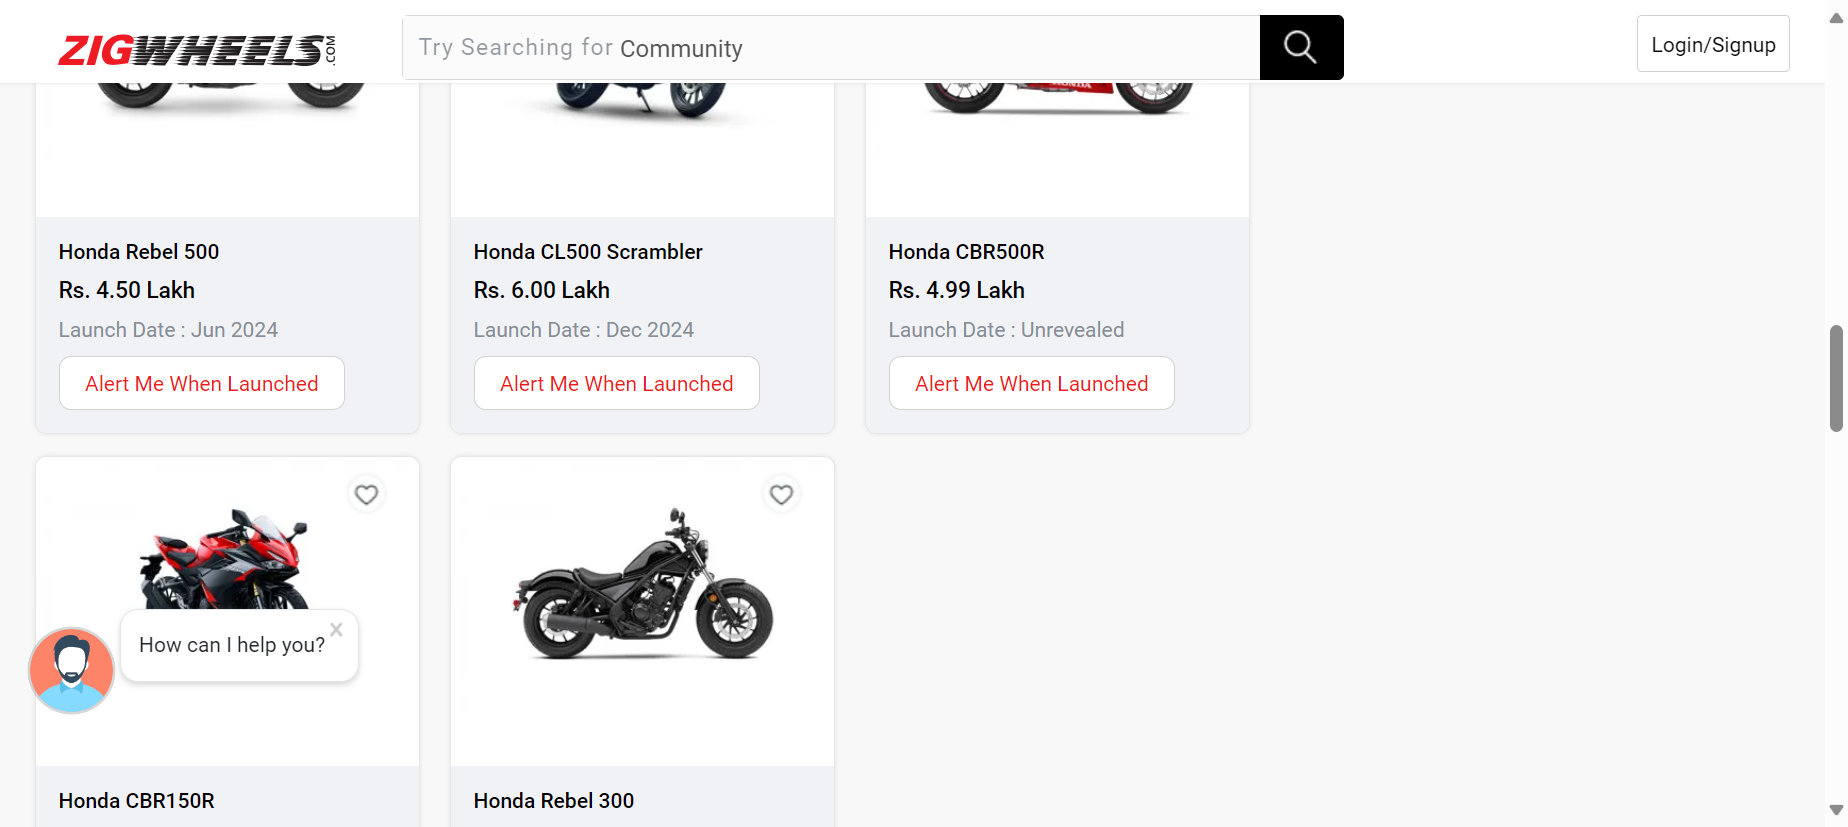 ZIGWHEELS.COM
Try Searching for Community
Login/Signup
HONDA
Honda Rebel 500
Rs. 4.50 Lakh
Launch Date : Jun 2024
Alert Me When Launched
Honda CL500 Scrambler
Rs. 6.00 Lakh
Launch Date : Dec 2024
Alert Me When Launched
Honda CBR500R
Rs. 4.99 Lakh
Launch Date : Unrevealed
Alert Me When Launched
How can I help you?
Honda CBR150R
Honda Rebel 300